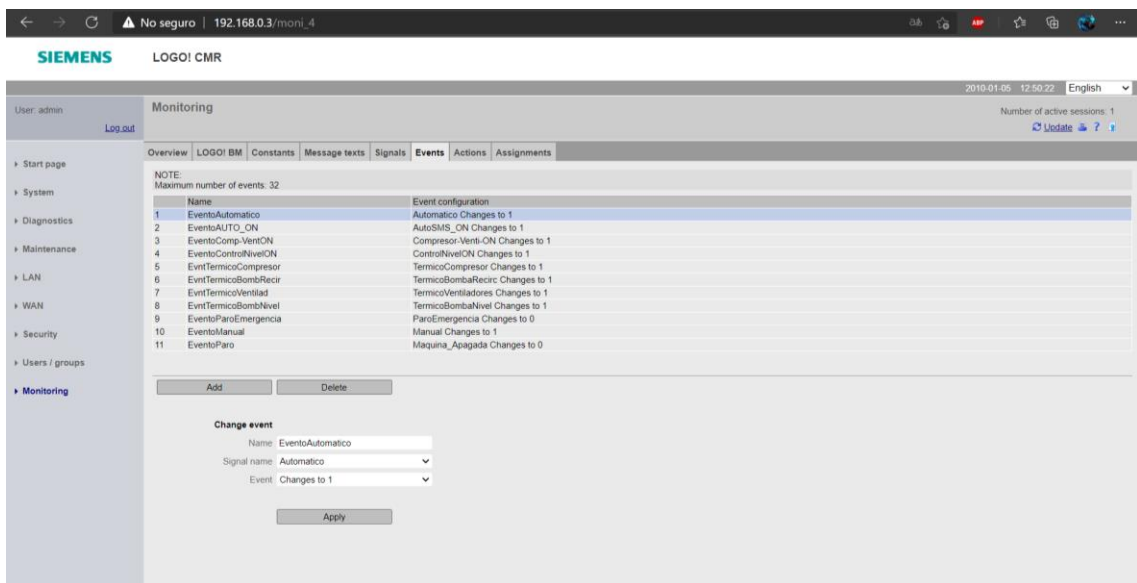 No seguro | 192.168.0.3/moni_4
SIEMENS LOGO! CMR
2010-01-05 12:50:22 English
User: admin Monitoring Number of active sessions: 1
Log out Update ?
Overview LOGO! BM Constants Message texts Signals Events Actions Assignments
Start page
System
Diagnostics
Maintenance
LAN
WAN
Security
Users / groups
Monitoring
NOTE:
Maximum number of events: 32
Name Event configuration
1 EventoAutomatico Automatico Changes to 1
2 EventoAUTO_ON AutoSMS_ON Changes to 1
3 EventoComp-VentON Compresor-Venti-ON Changes to 1
4 EventoControlNivelON ControlNivelON Changes to 1
5 EvntTermicoCompresor TermicoCompresor Changes to 1
6 EvntTermicoBombRecir TermicoBombaRecirc Changes to 1
7 EvntTermicoVentilad TermicoVentiladores Changes to 1
8 EvntTermicoBombNivel TermicoBombaNivel Changes to 1
9 EventoParoEmergencia ParoEmergencia Changes to 0
10 EventoManual Manual Changes to 1
11 EventoParo Maquina_Apagada Changes to 0
Add Delete
Change event
Name EventoAutomatico
Signal name Automatico
Event Changes to 1
Apply